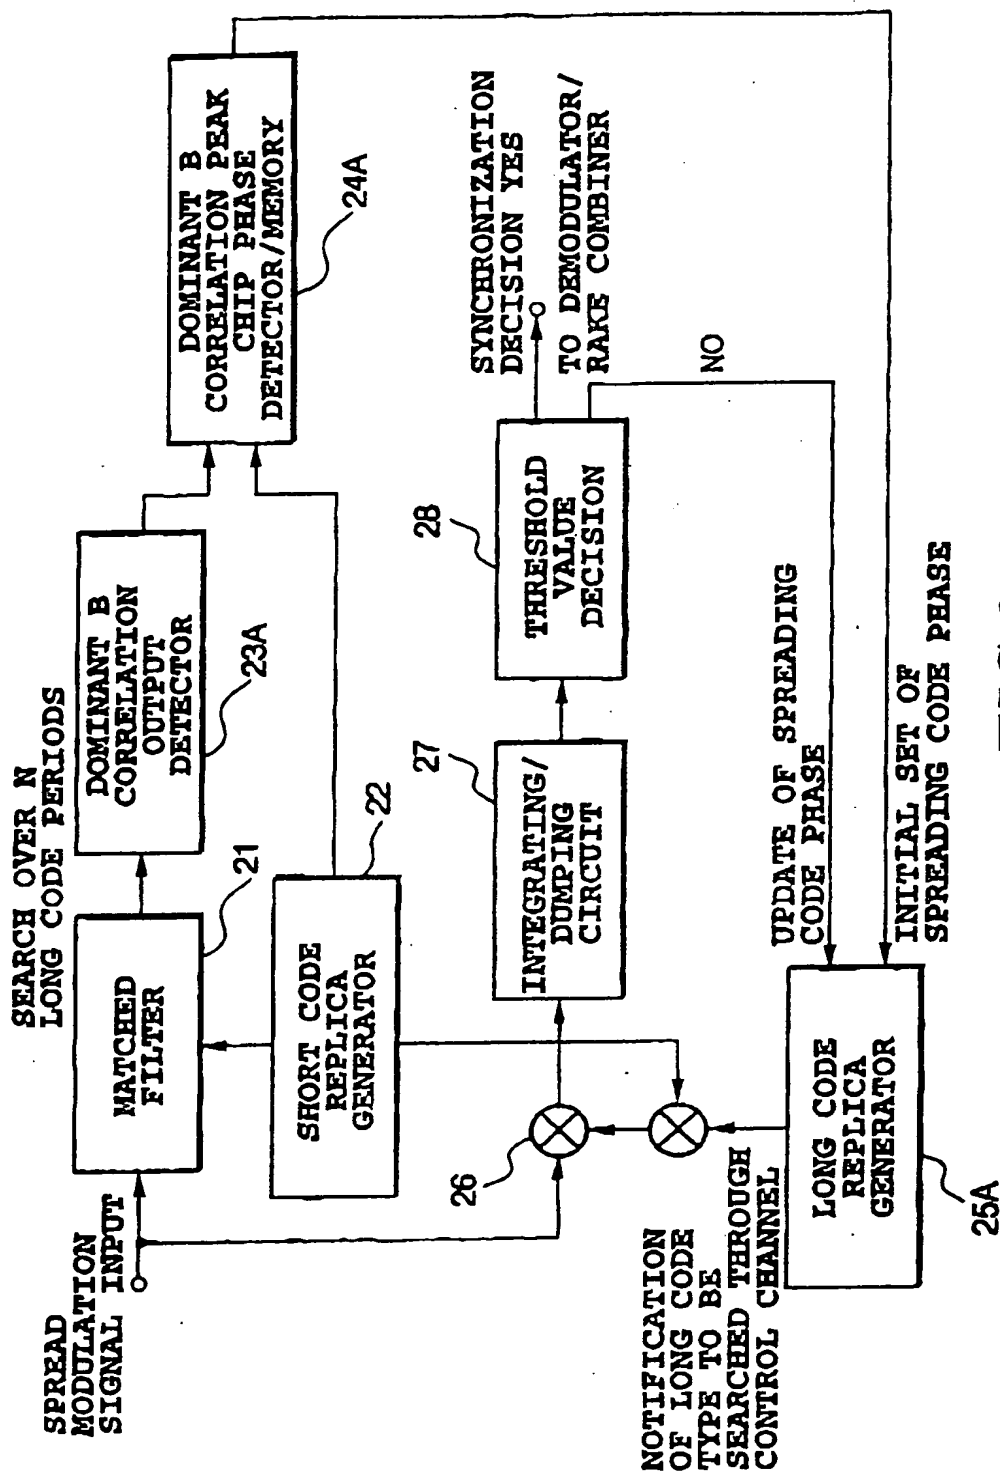 SPREAD
MODULATION
SIGNAL INPUT
MATCHED
FILTER
21
SEARCH OVER N
LONG CODE PERIODS
DOMINANT B
CORRELATION
OUTPUT
DETECTOR
23A
DOMINANT B
CORRELATION PEAK
CHIP PHASE
DETECTOR/MEMORY
24A
SHORT CODE
REPLICA
GENERATOR
22
26
INTEGRATING/
DUMPING
CIRCUIT
27
THRESHOLD
VALUE
DECISION
28
SYNCHRONIZATION
DECISION YES
TO DEMODULATOR/
RAKE COMBINER
NO
NOTIFICATION
OF LONG CODE
TYPE TO BE
SEARCHED THROUGH
CONTROL CHANNEL
LONG CODE
REPLICA
GENERATOR
25A
UPDATE OF SPREADING
CODE PHASE
INITIAL SET OF
SPREADING CODE PHASE